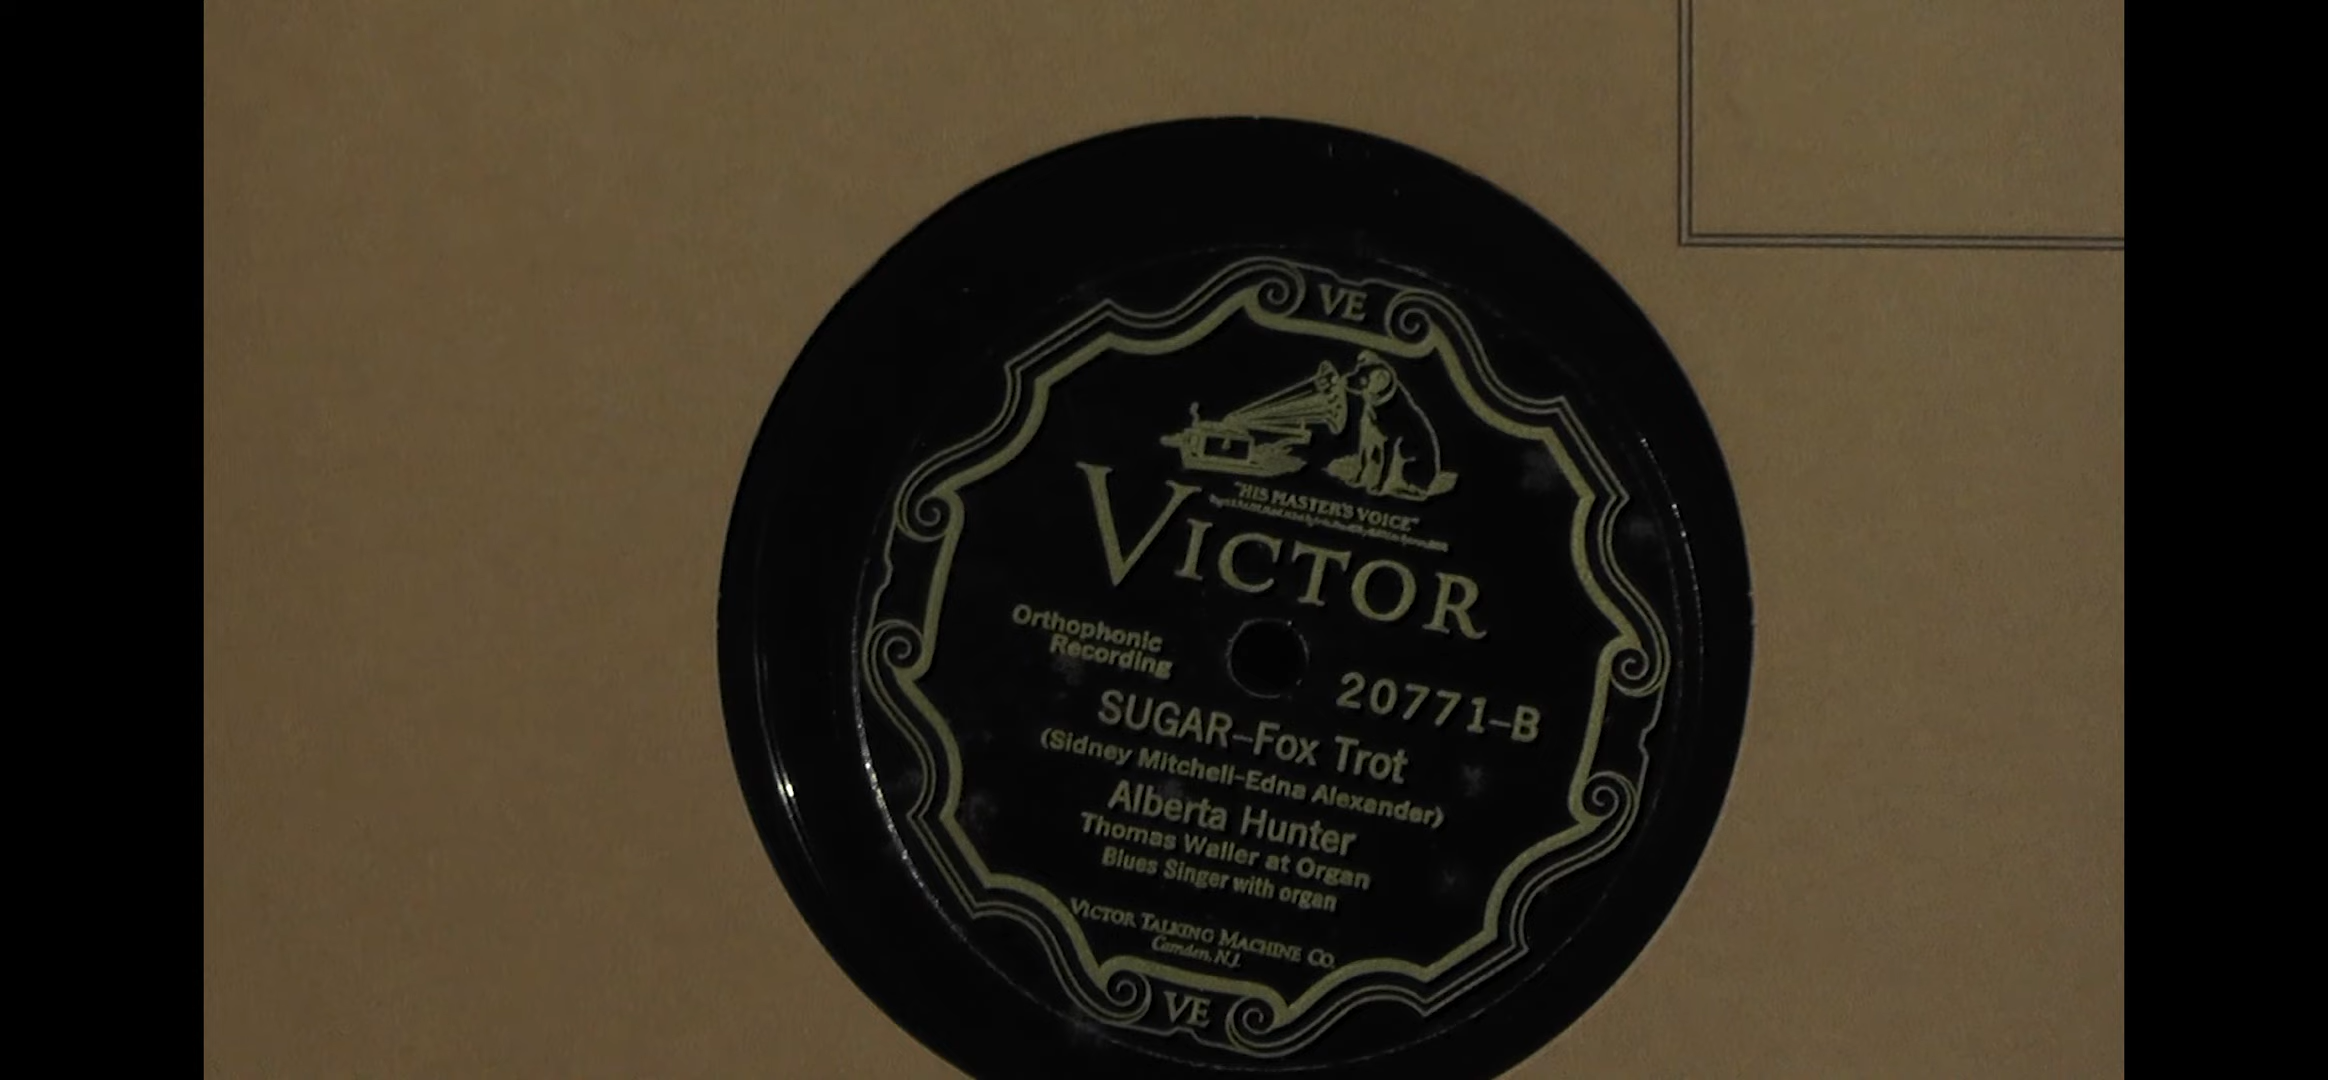 VE
"HIS MASTER'S VOICE"
VICTOR
Orthophonic
Recording
20771-B
SUGAR-Fox Trot
(Sidney Mitchell-Edna Alexander)
Alberta Hunter
Thomas Waller at Organ
Blues Singer with organ
VICTOR TALKING MACHINE CO.
Camden, N.J.
VE